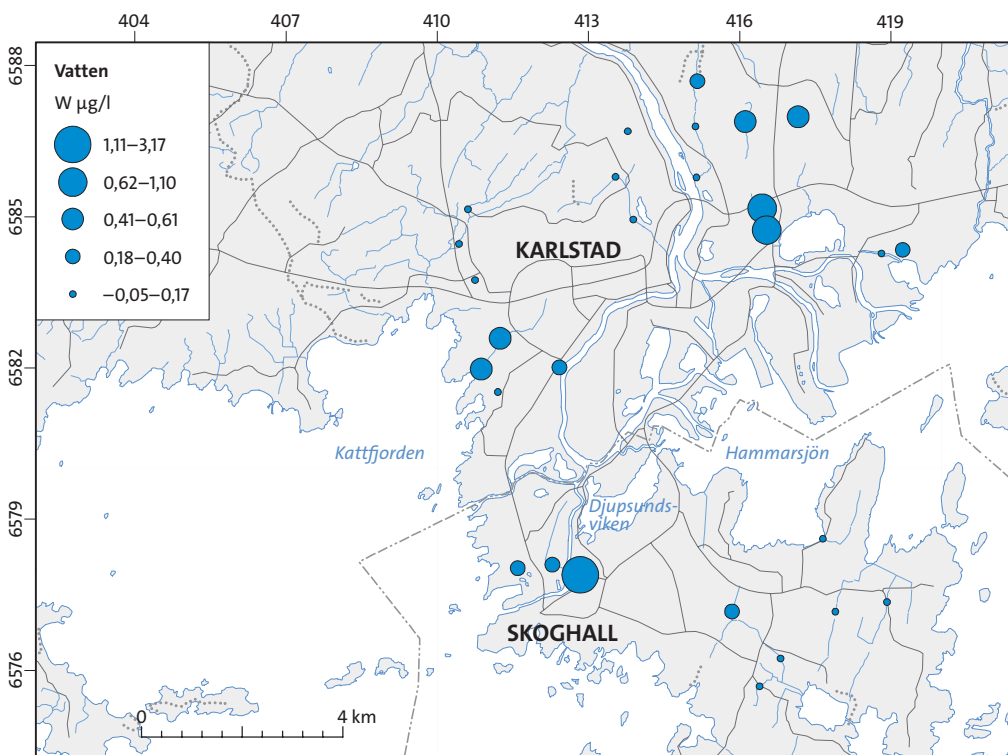 404 407 410 413 416 419
6588
6585
6582
6579
6576
Vatten
W µg/l
1,11–3,17
0,62–1,10
0,41–0,61
0,18–0,40
–0,05–0,17
KARLSTAD
Kattfjorden
Hammarsjön
Djupsunds-
viken
SKOGHALL
0 4 km